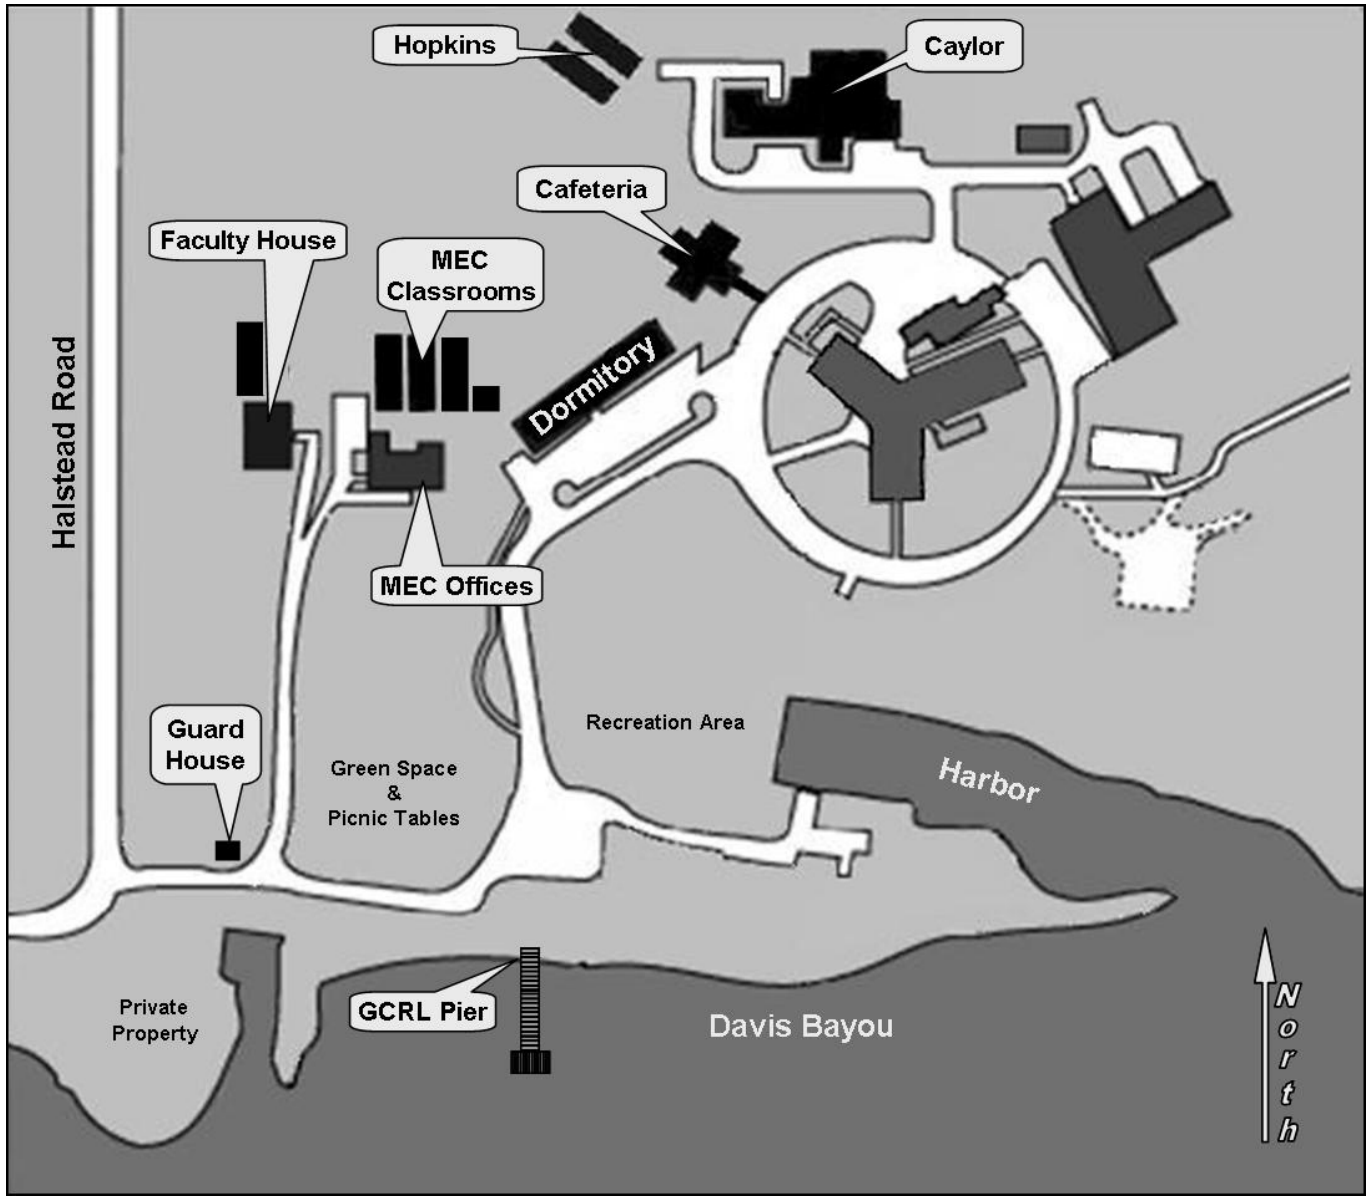 Hopkins
Caylor
Cafeteria
Faculty House
MEC
Classrooms
Halstead Road
Dormitory
MEC Offices
Guard
House
Recreation Area
Green Space
&
Picnic Tables
Harbor
GCRL Pier
Private
Property
Davis Bayou
North